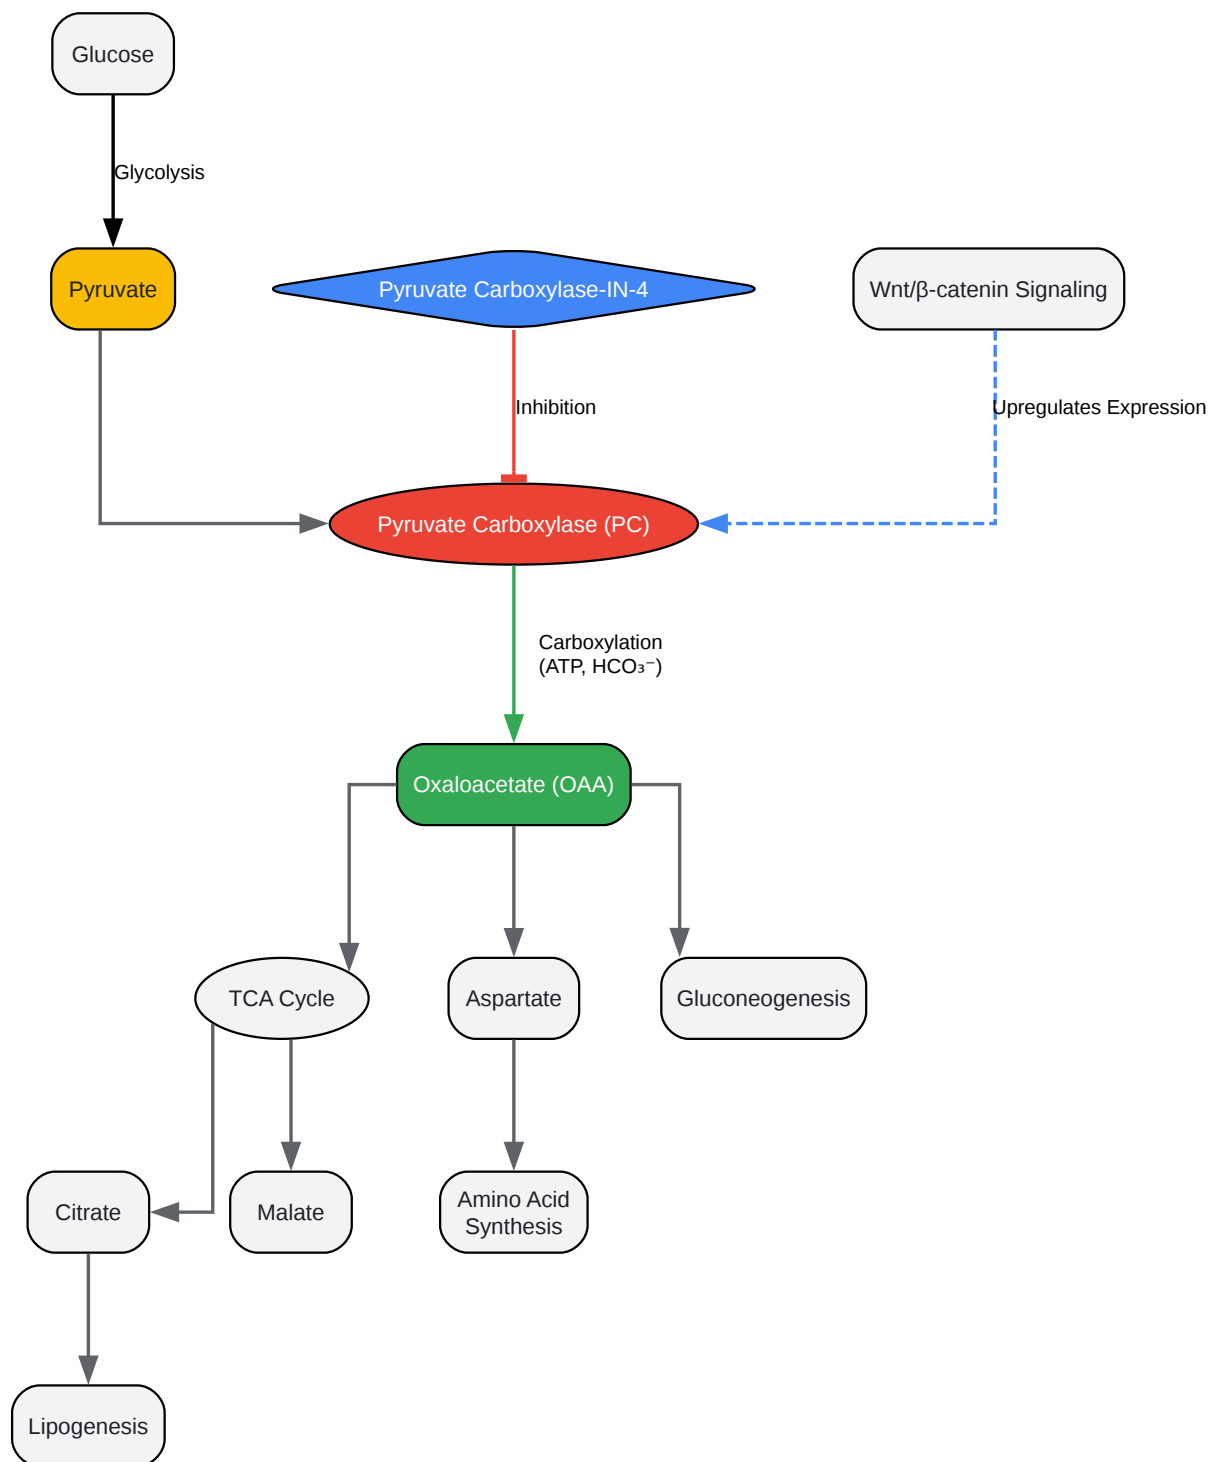 Glucose
Glycolysis
Pyruvate
Pyruvate Carboxylase-IN-4
Wnt/β-catenin Signaling
Inhibition
Upregulates Expression
Pyruvate Carboxylase (PC)
Carboxylation
(ATP, HCO₃⁻)
Oxaloacetate (OAA)
TCA Cycle
Aspartate
Gluconeogenesis
Citrate
Malate
Amino Acid
Synthesis
Lipogenesis